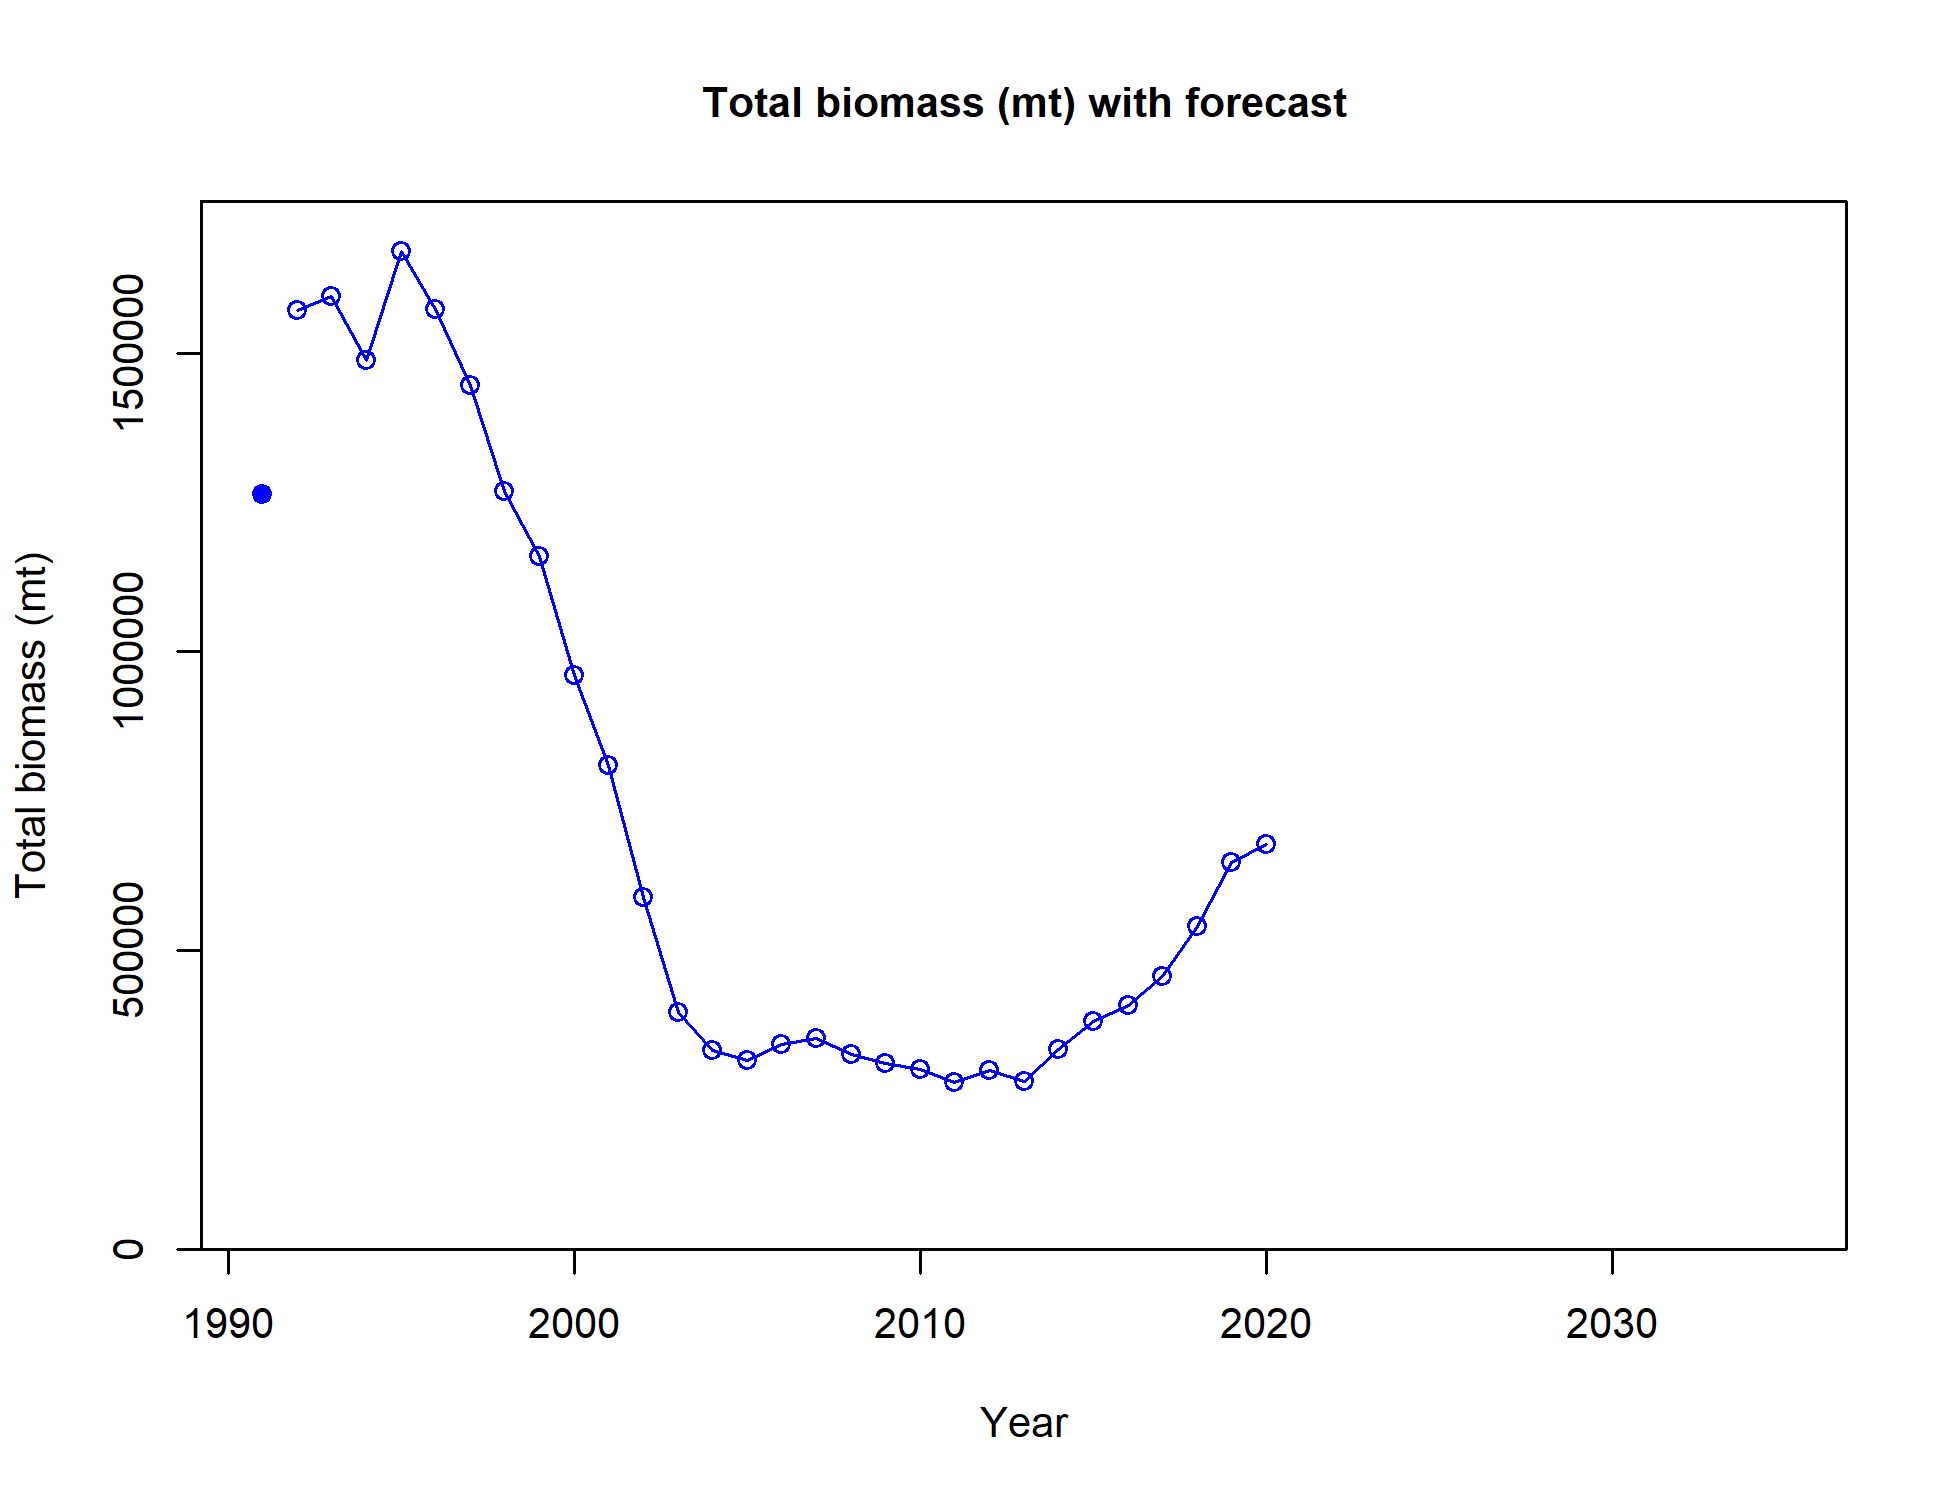 Total biomass (mt) with forecast
Total biomass (mt)
1500000
1000000
500000
0
1990 2000 2010 2020 2030
Year